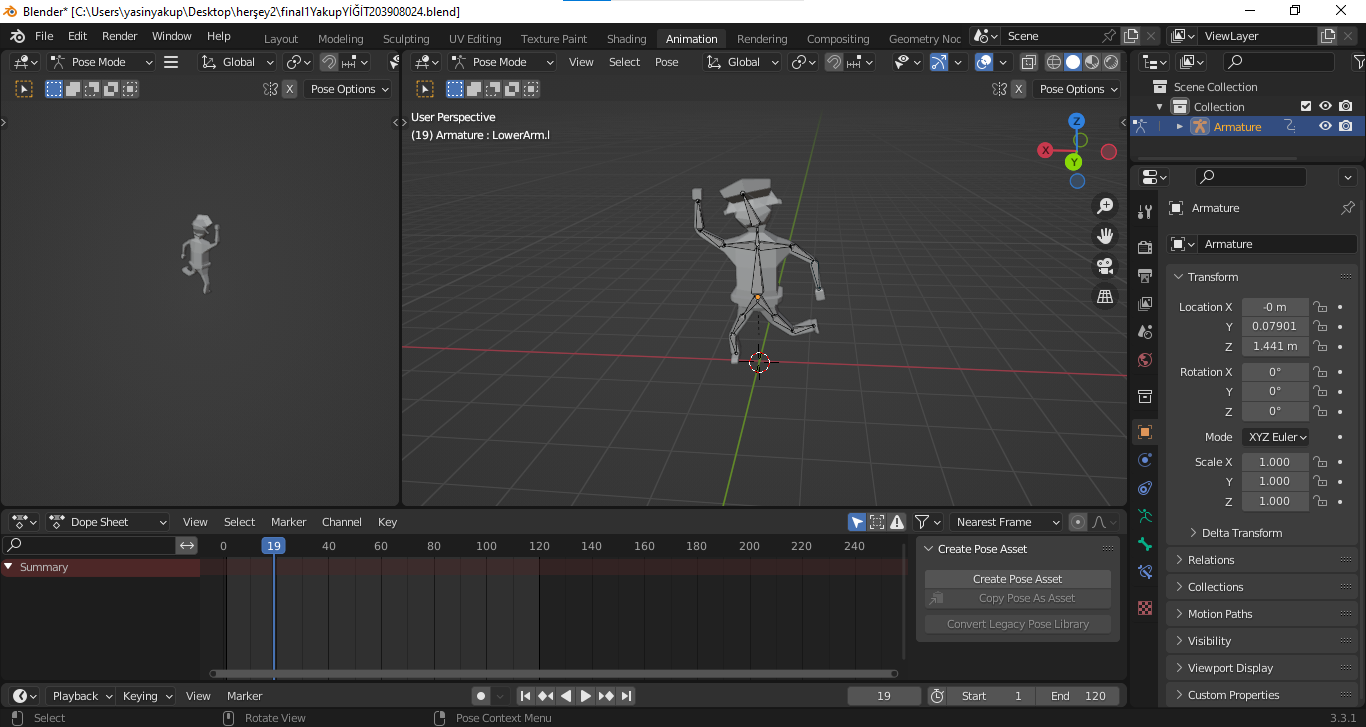 Blender* [C:\Users\yasinyakup\Desktop\herşey2\final1YakupYİĞİT203908024.blend]
File Edit Render Window Help Layout Modeling Sculpting UV Editing Texture Paint Shading Animation Rendering Compositing Geometry Noc Scene ViewLayer
Pose Mode Global Pose Mode View Select Pose Global
X Pose Options X Pose Options
Scene Collection
Collection
Armature
User Perspective
(19) Armature : LowerArm.l
Z
X
Y
Armature
Armature
Transform
Location X -0 m
Y 0.07901
Z 1.441 m
Rotation X 0°
Y 0°
Z 0°
Mode XYZ Euler
Scale X 1.000
Y 1.000
Z 1.000
Delta Transform
Relations
Collections
Motion Paths
Visibility
Viewport Display
Custom Properties
Dope Sheet View Select Marker Channel Key Nearest Frame
0 19 40 60 80 100 120 140 160 180 200 220 240
Summary
Create Pose Asset
Create Pose Asset
Copy Pose As Asset
Convert Legacy Pose Library
Playback Keying View Marker 19 Start 1 End 120
Select Rotate View Pose Context Menu 3.3.1